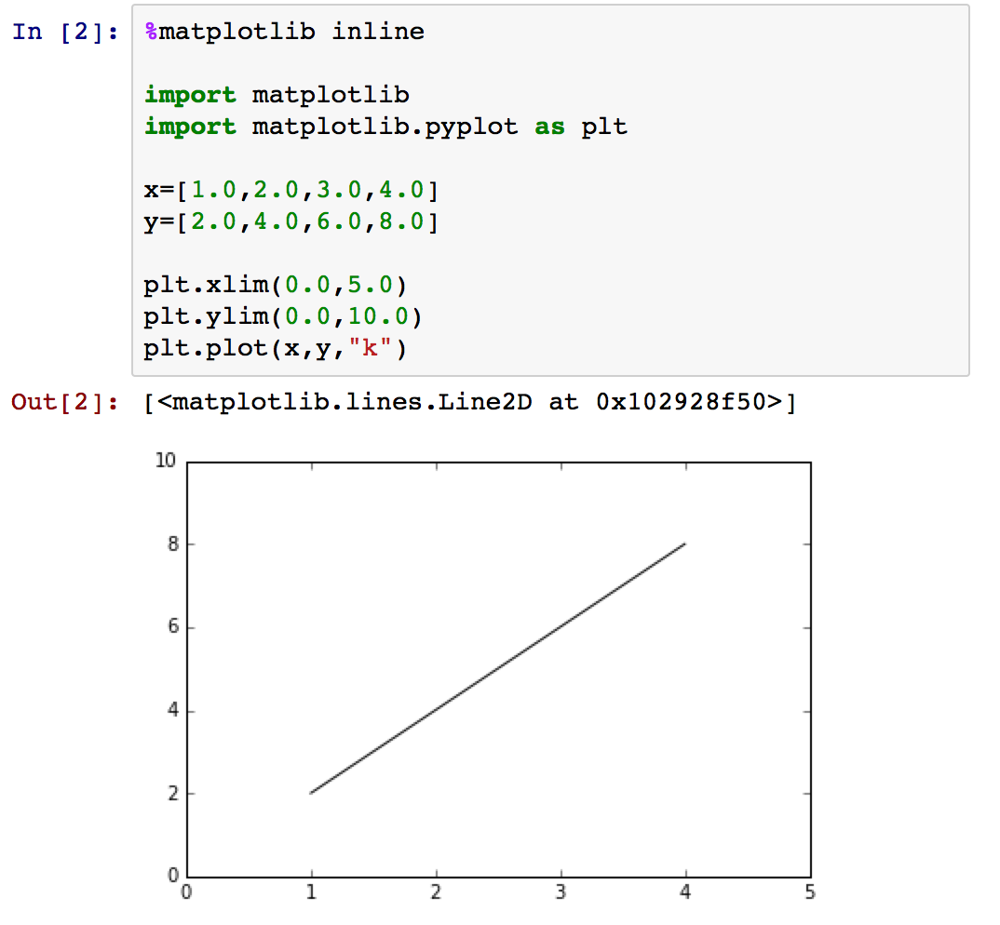 In [2]: %matplotlib inline
import matplotlib
import matplotlib.pyplot as plt
x=[1.0,2.0,3.0,4.0]
y=[2.0,4.0,6.0,8.0]
plt.xlim(0.0,5.0)
plt.ylim(0.0,10.0)
plt.plot(x,y,"k")
Out[2]: [<matplotlib.lines.Line2D at 0x102928f50>]
10
8
6
4
2
0
0 1 2 3 4 5